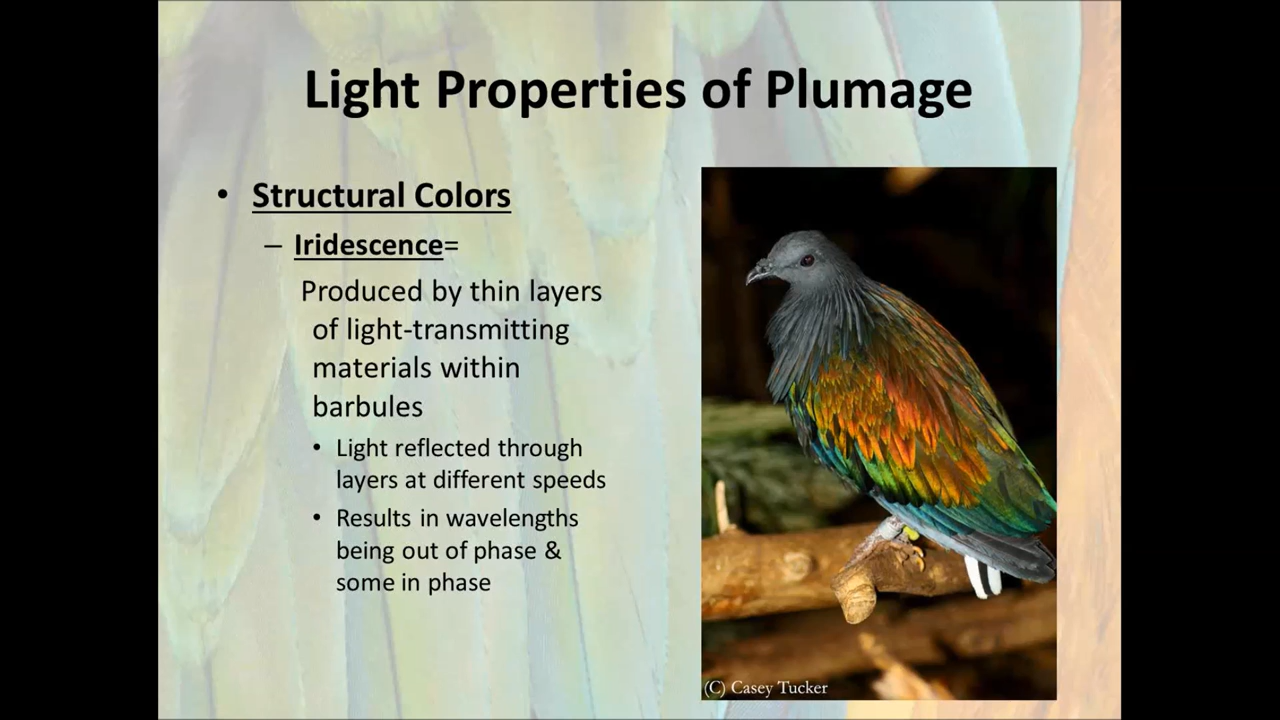 Light Properties of Plumage
• Structural Colors
– Iridescence=
Produced by thin layers
of light-transmitting
materials within
barbules
• Light reflected through
layers at different speeds
• Results in wavelengths
being out of phase &
some in phase
(C) Casey Tucker